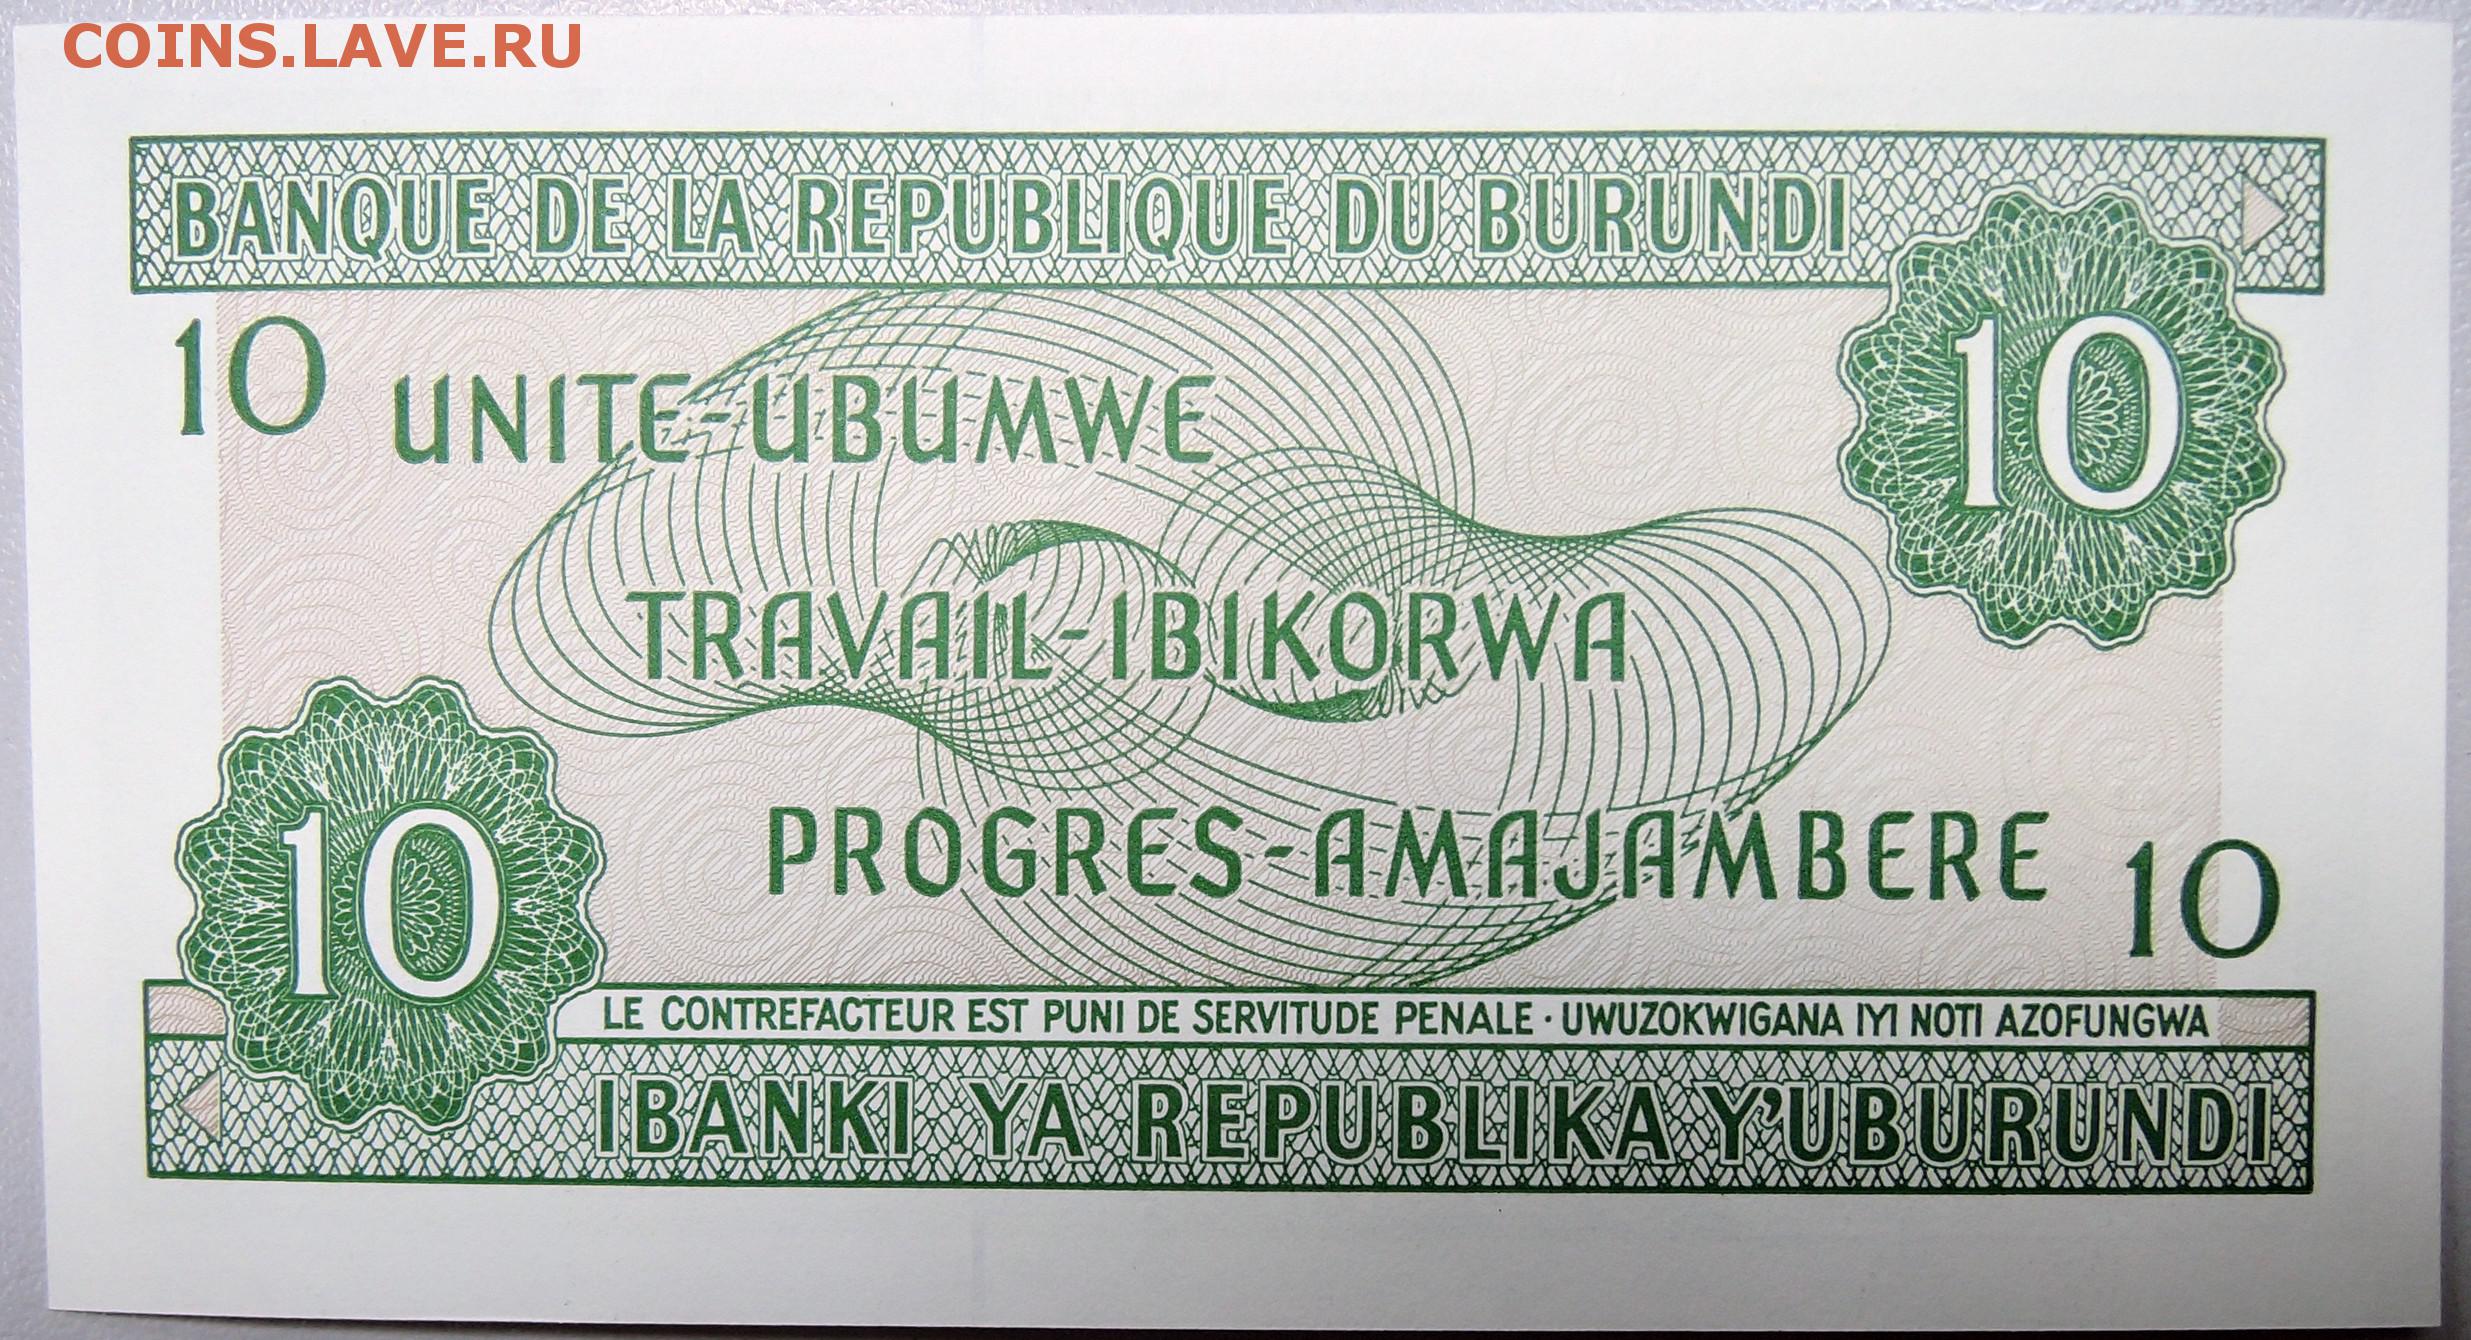 COINS.LAVE.RU
BANQUE DE LA REPUBLIQUE DU BURUNDI
10
10
UNITE-UBUMWE
TRAVAIL-IBIKORWA
PROGRES-AMAJAMBERE
10
10
LE CONTREFACTEUR EST PUNI DE SERVITUDE PENALE · UWUZOKWIGANA IYI NOTI AZOFUNGWA
IBANKI YA REPUBLIKA Y'UBURUNDI